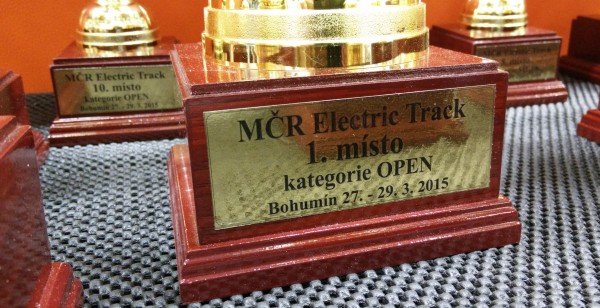 MČR Electric Track
10. místo
kategorie OPEN
Bohumín 27. - 29. 3. 2015
MČR Electric Track
1. místo
kategorie OPEN
Bohumín 27. - 29. 3. 2015